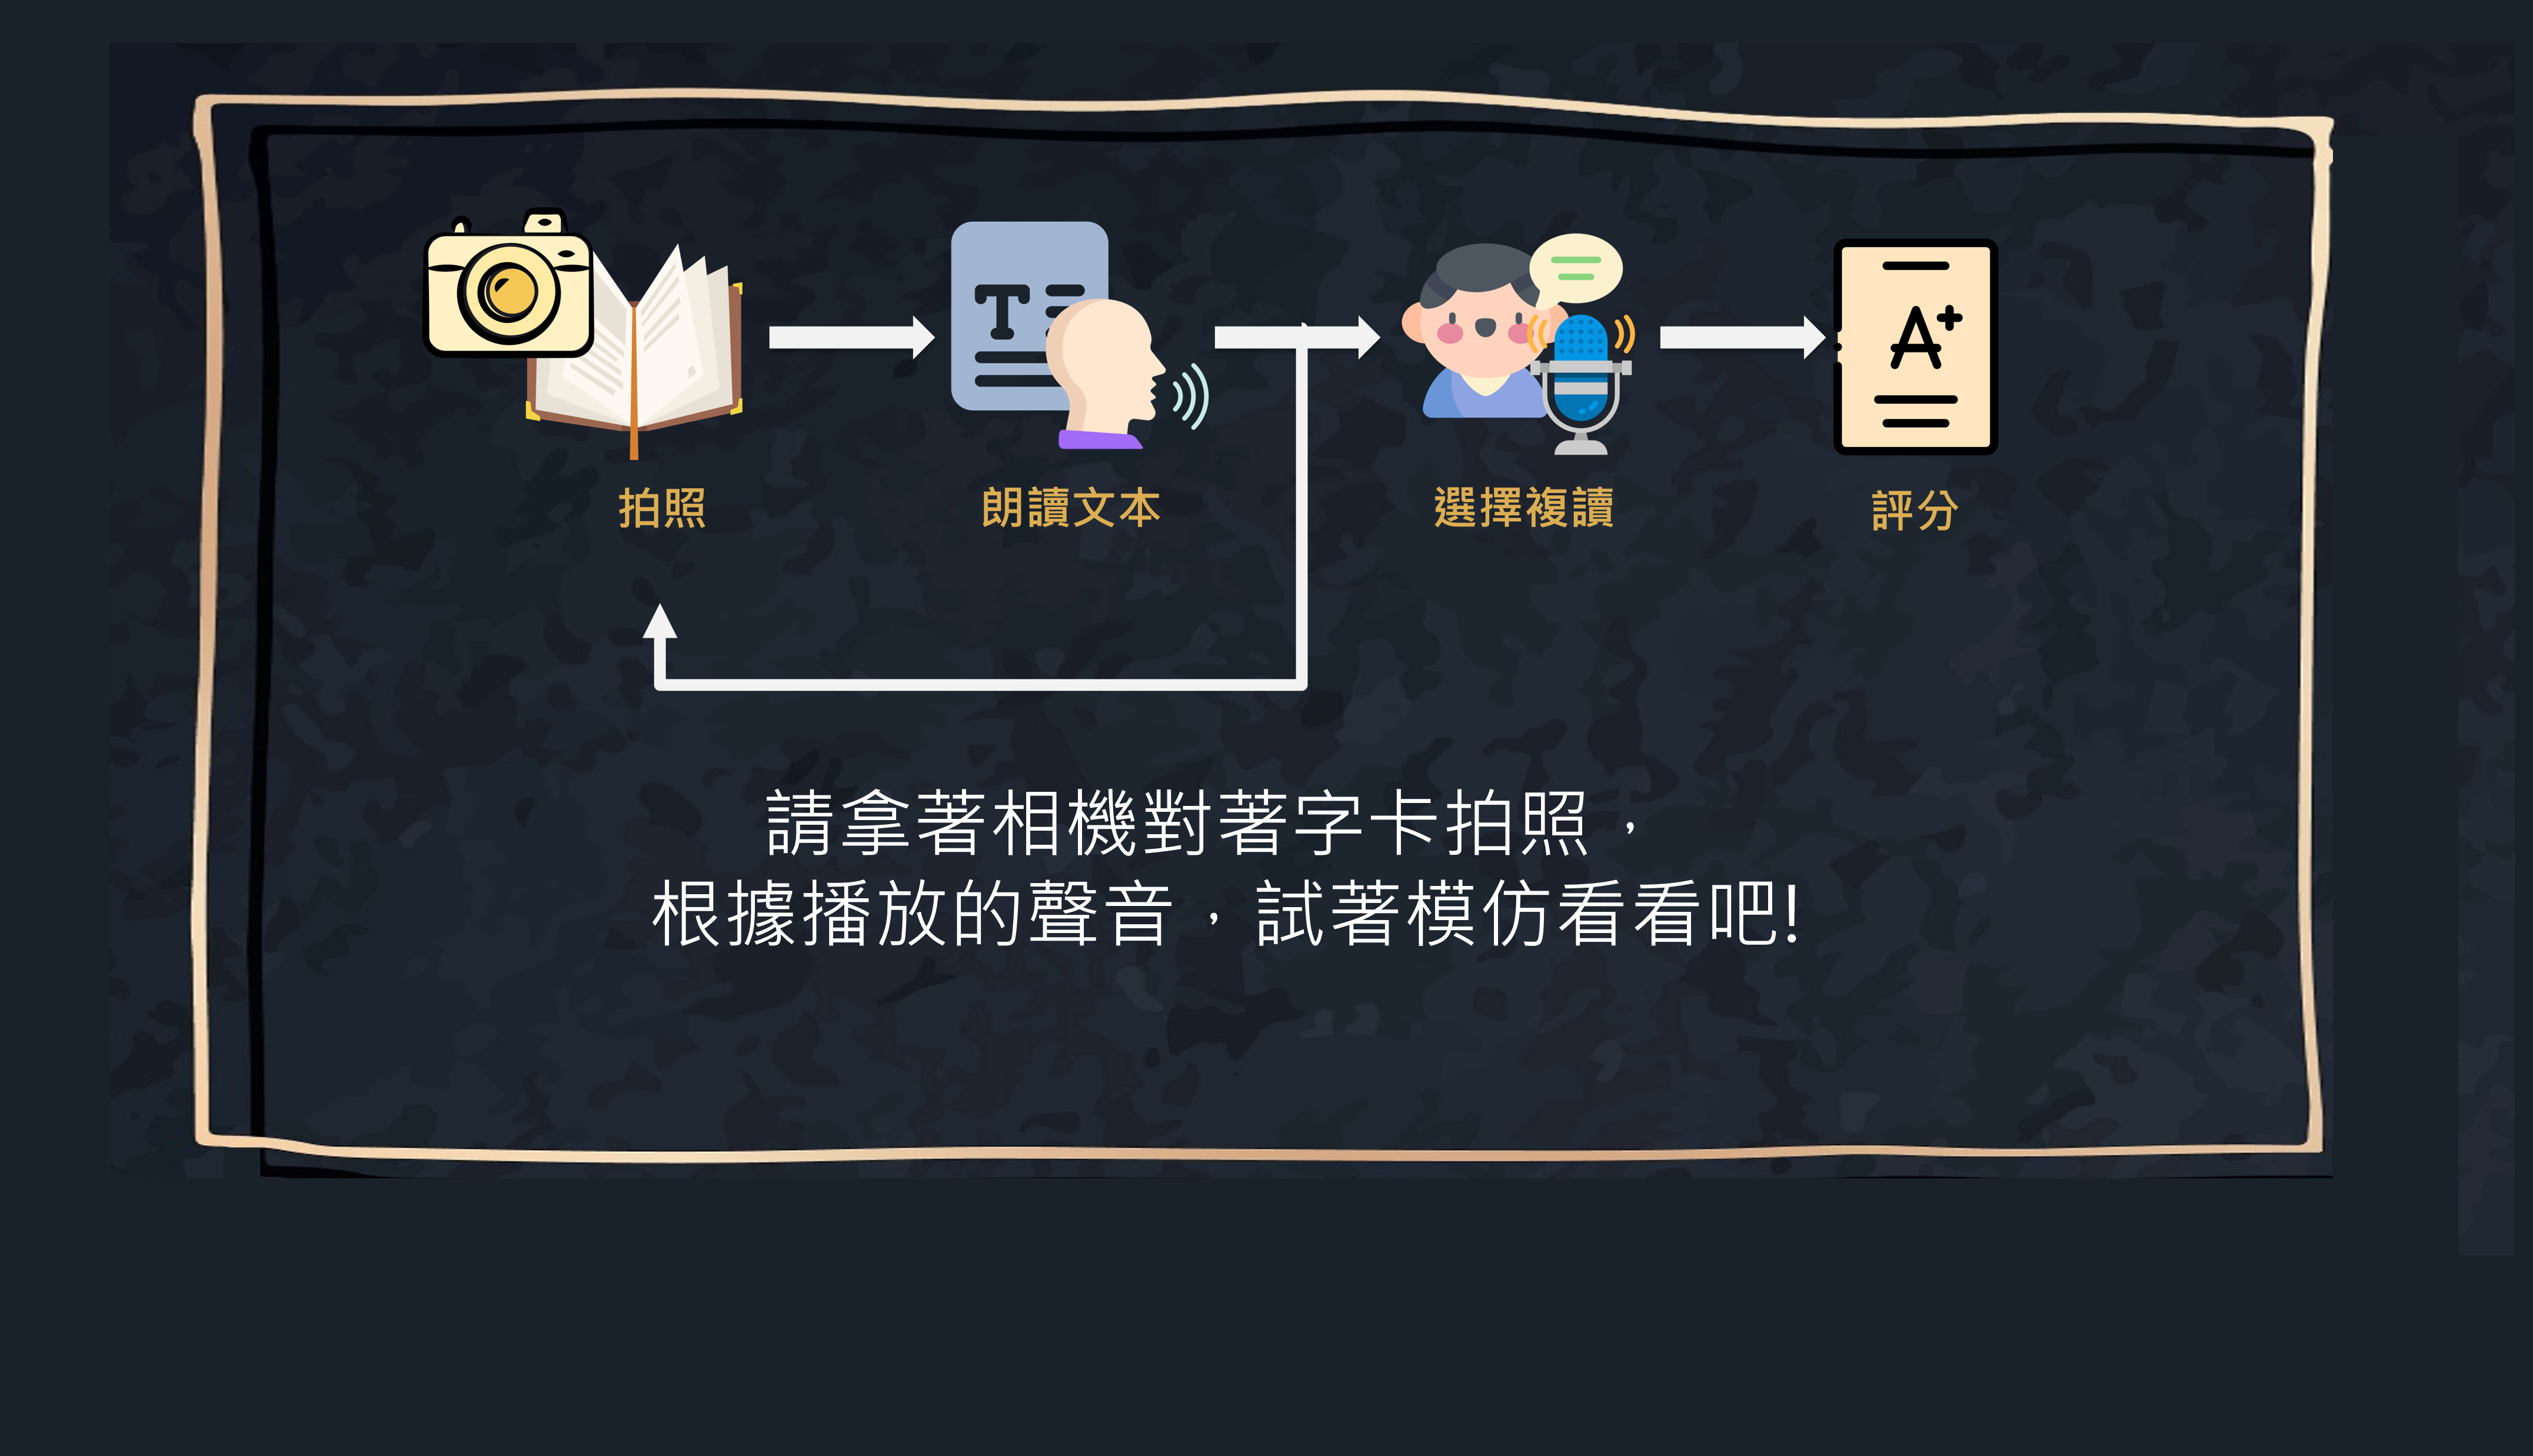 T
A+
拍照
朗讀文本
選擇複讀
評分
請拿著相機對著字卡拍照，
根據播放的聲音，試著模仿看看吧!